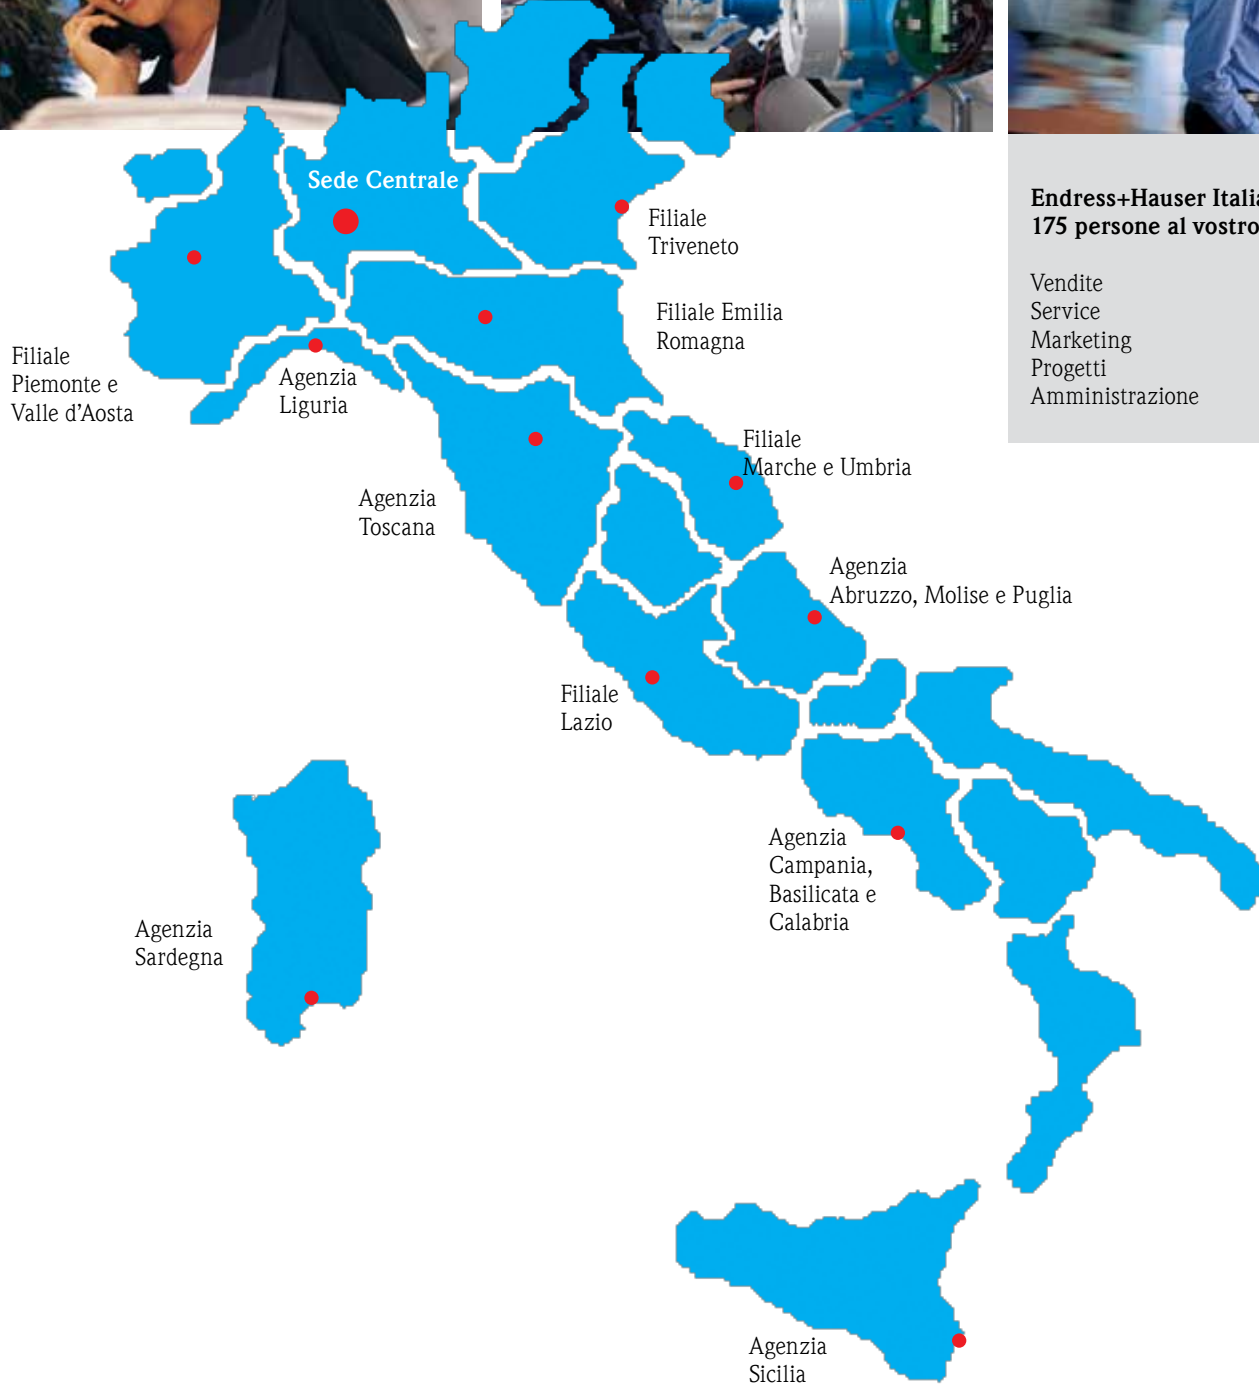 Sede Centrale
Filiale
Triveneto
Endress+Hauser Italia
175 persone al vostro
Vendite
Service
Marketing
Progetti
Amministrazione
Filiale Emilia
Romagna
Filiale
Piemonte e
Valle d'Aosta
Agenzia
Liguria
Filiale
Marche e Umbria
Agenzia
Toscana
Agenzia
Abruzzo, Molise e Puglia
Filiale
Lazio
Agenzia
Campania,
Basilicata e
Calabria
Agenzia
Sardegna
Agenzia
Sicilia